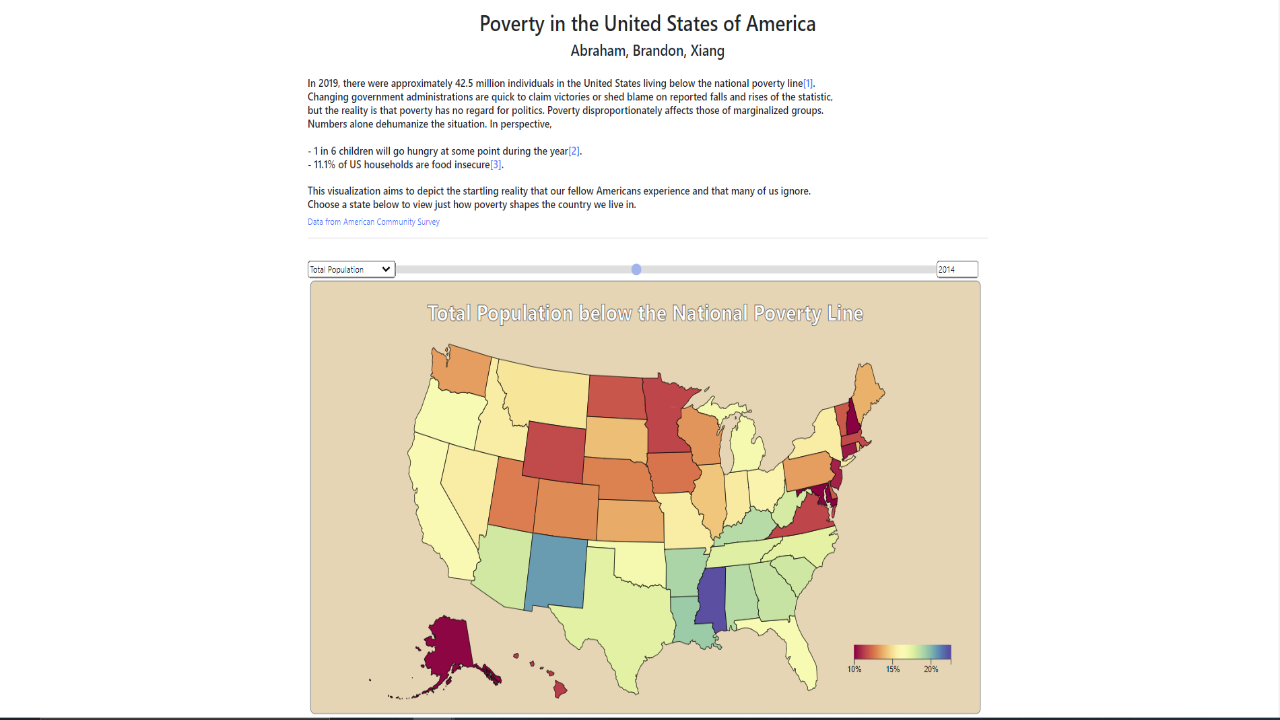 Poverty in the United States of America
Abraham, Brandon, Xiang
In 2019, there were approximately 42.5 million individuals in the United States living below the national poverty line[1].
Changing government administrations are quick to claim victories or shed blame on reported falls and rises of the statistic,
but the reality is that poverty has no regard for politics. Poverty disproportionately affects those of marginalized groups.
Numbers alone dehumanize the situation. In perspective,
- 1 in 6 children will go hungry at some point during the year[2].
- 11.1% of US households are food insecure[3].
This visualization aims to depict the startling reality that our fellow Americans experience and that many of us ignore.
Choose a state below to view just how poverty shapes the country we live in.
Data from American Community Survey
Total Population
2014
Total Population below the National Poverty Line
10% 15% 20%